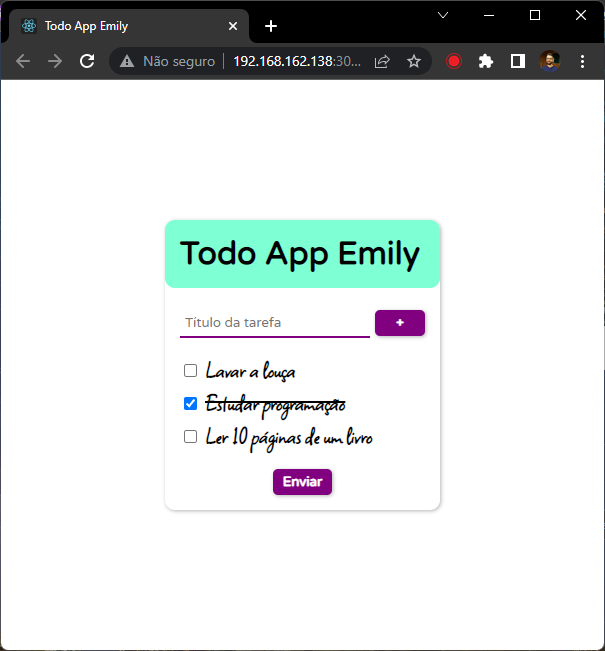 Todo App Emily
Não seguro 192.168.162.138:30...
Todo App Emily
Título da tarefa
+
Lavar a louça
Estudar programação
Ler 10 páginas de um livro
Enviar